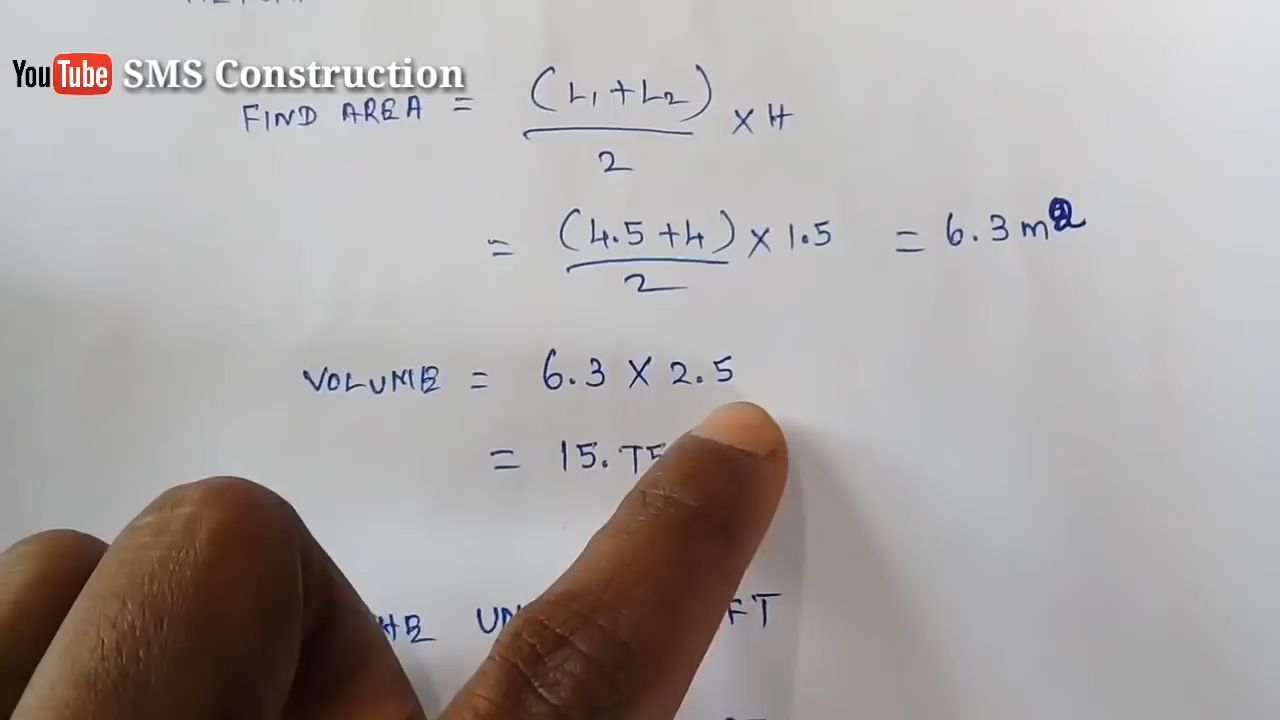 YouTube SMS Construction
FIND AREA = (L1+L2)/2 × H
= (4.5+4)/2 × 1.5 = 6.3 m2
VOLUME = 6.3 × 2.5
= 15.75
FT